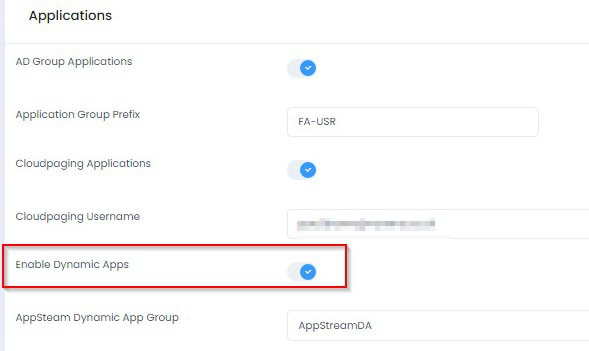 Applications
AD Group Applications
Application Group Prefix
FA-USR
Cloudpaging Applications
Cloudpaging Username
Enable Dynamic Apps
AppSteam Dynamic App Group
AppStreamDA